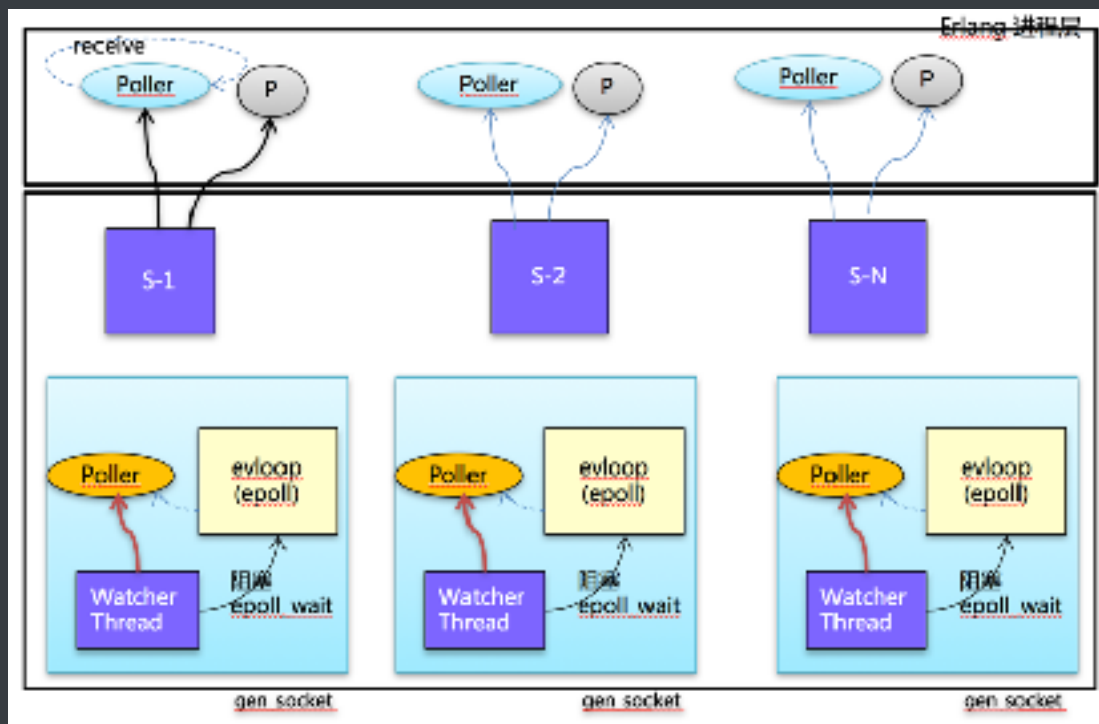 Erlang 进程层
receive
Poller
P
Poller
P
Poller
P
S-1
S-2
S-N
Poller
evloop
(epoll)
Watcher
Thread
阻塞
epoll_wait
Poller
evloop
(epoll)
Watcher
Thread
阻塞
epoll_wait
Poller
evloop
(epoll)
Watcher
Thread
阻塞
epoll_wait
gen_socket
gen_socket
gen_socket